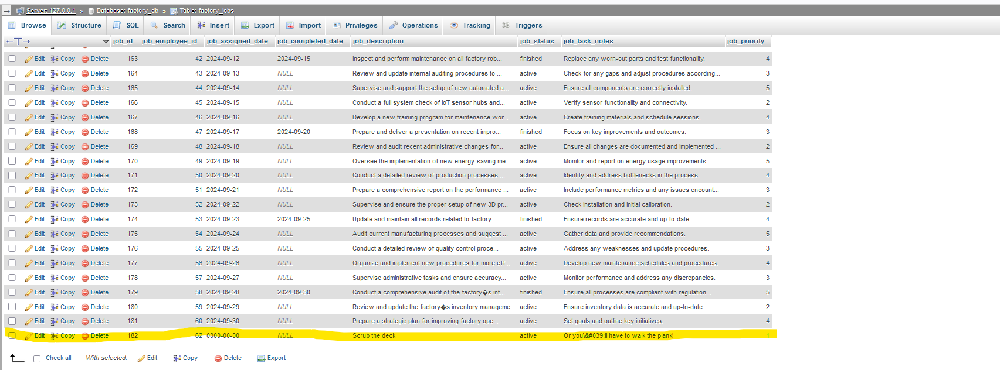 Server: 127.0.0.1 » Database: factory_db » Table: factory_jobs
Browse Structure SQL Search Insert Export Import Privileges Operations Tracking Triggers
←T→ job_id job_employee_id job_assigned_date job_completed_date job_description job_status job_task_notes job_priority
Edit Copy Delete 163 42 2024-09-12 2024-09-15 Inspect and perform maintenance on all factory rob... finished Replace any worn-out parts and test functionality. 4
Edit Copy Delete 164 43 2024-09-13 NULL Review and update internal auditing procedures to ... active Check for any gaps and adjust procedures according... 3
Edit Copy Delete 165 44 2024-09-14 NULL Supervise and support the setup of new automated a... active Ensure all components are correctly installed. 5
Edit Copy Delete 166 45 2024-09-15 NULL Conduct a full system check of IoT sensor hubs and... active Verify sensor functionality and connectivity. 2
Edit Copy Delete 167 46 2024-09-16 NULL Develop a new training program for maintenance wor... active Create training materials and schedule sessions. 4
Edit Copy Delete 168 47 2024-09-17 2024-09-20 Prepare and deliver a presentation on recent impro... finished Focus on key improvements and outcomes. 3
Edit Copy Delete 169 48 2024-09-18 NULL Review and audit recent administrative changes for... active Ensure all changes are documented and implemented ... 2
Edit Copy Delete 170 49 2024-09-19 NULL Oversee the implementation of new energy-saving me... active Monitor and report on energy usage improvements. 5
Edit Copy Delete 171 50 2024-09-20 NULL Conduct a detailed review of production processes ... active Identify and address bottlenecks in the process. 4
Edit Copy Delete 172 51 2024-09-21 NULL Prepare a comprehensive report on the performance ... active Include performance metrics and any issues encount... 3
Edit Copy Delete 173 52 2024-09-22 NULL Supervise and ensure the proper setup of new 3D pr... active Check installation and initial calibration. 2
Edit Copy Delete 174 53 2024-09-23 2024-09-25 Update and maintain all records related to factory... finished Ensure records are accurate and up-to-date. 4
Edit Copy Delete 175 54 2024-09-24 NULL Audit current manufacturing processes and suggest ... active Gather data and provide recommendations. 5
Edit Copy Delete 176 55 2024-09-25 NULL Conduct a detailed review of quality control proce... active Address any weaknesses and update procedures. 3
Edit Copy Delete 177 56 2024-09-26 NULL Organize and implement new procedures for more eff... active Develop new maintenance schedules and procedures. 4
Edit Copy Delete 178 57 2024-09-27 NULL Supervise administrative tasks and ensure accuracy... active Monitor performance and address any discrepancies. 3
Edit Copy Delete 179 58 2024-09-28 2024-09-30 Conduct a comprehensive audit of the factory�s int... finished Ensure all processes are compliant with regulation... 5
Edit Copy Delete 180 59 2024-09-29 NULL Review and update the factory�s inventory manageme... active Ensure inventory data is accurate and up-to-date. 2
Edit Copy Delete 181 60 2024-09-30 NULL Prepare a strategic plan for improving factory ope... active Set goals and outline key initiatives. 4
Edit Copy Delete 182 62 0000-00-00 NULL Scrub the deck active Or you\&#039;ll have to walk the plank! 1
Check all With selected: Edit Copy Delete Export